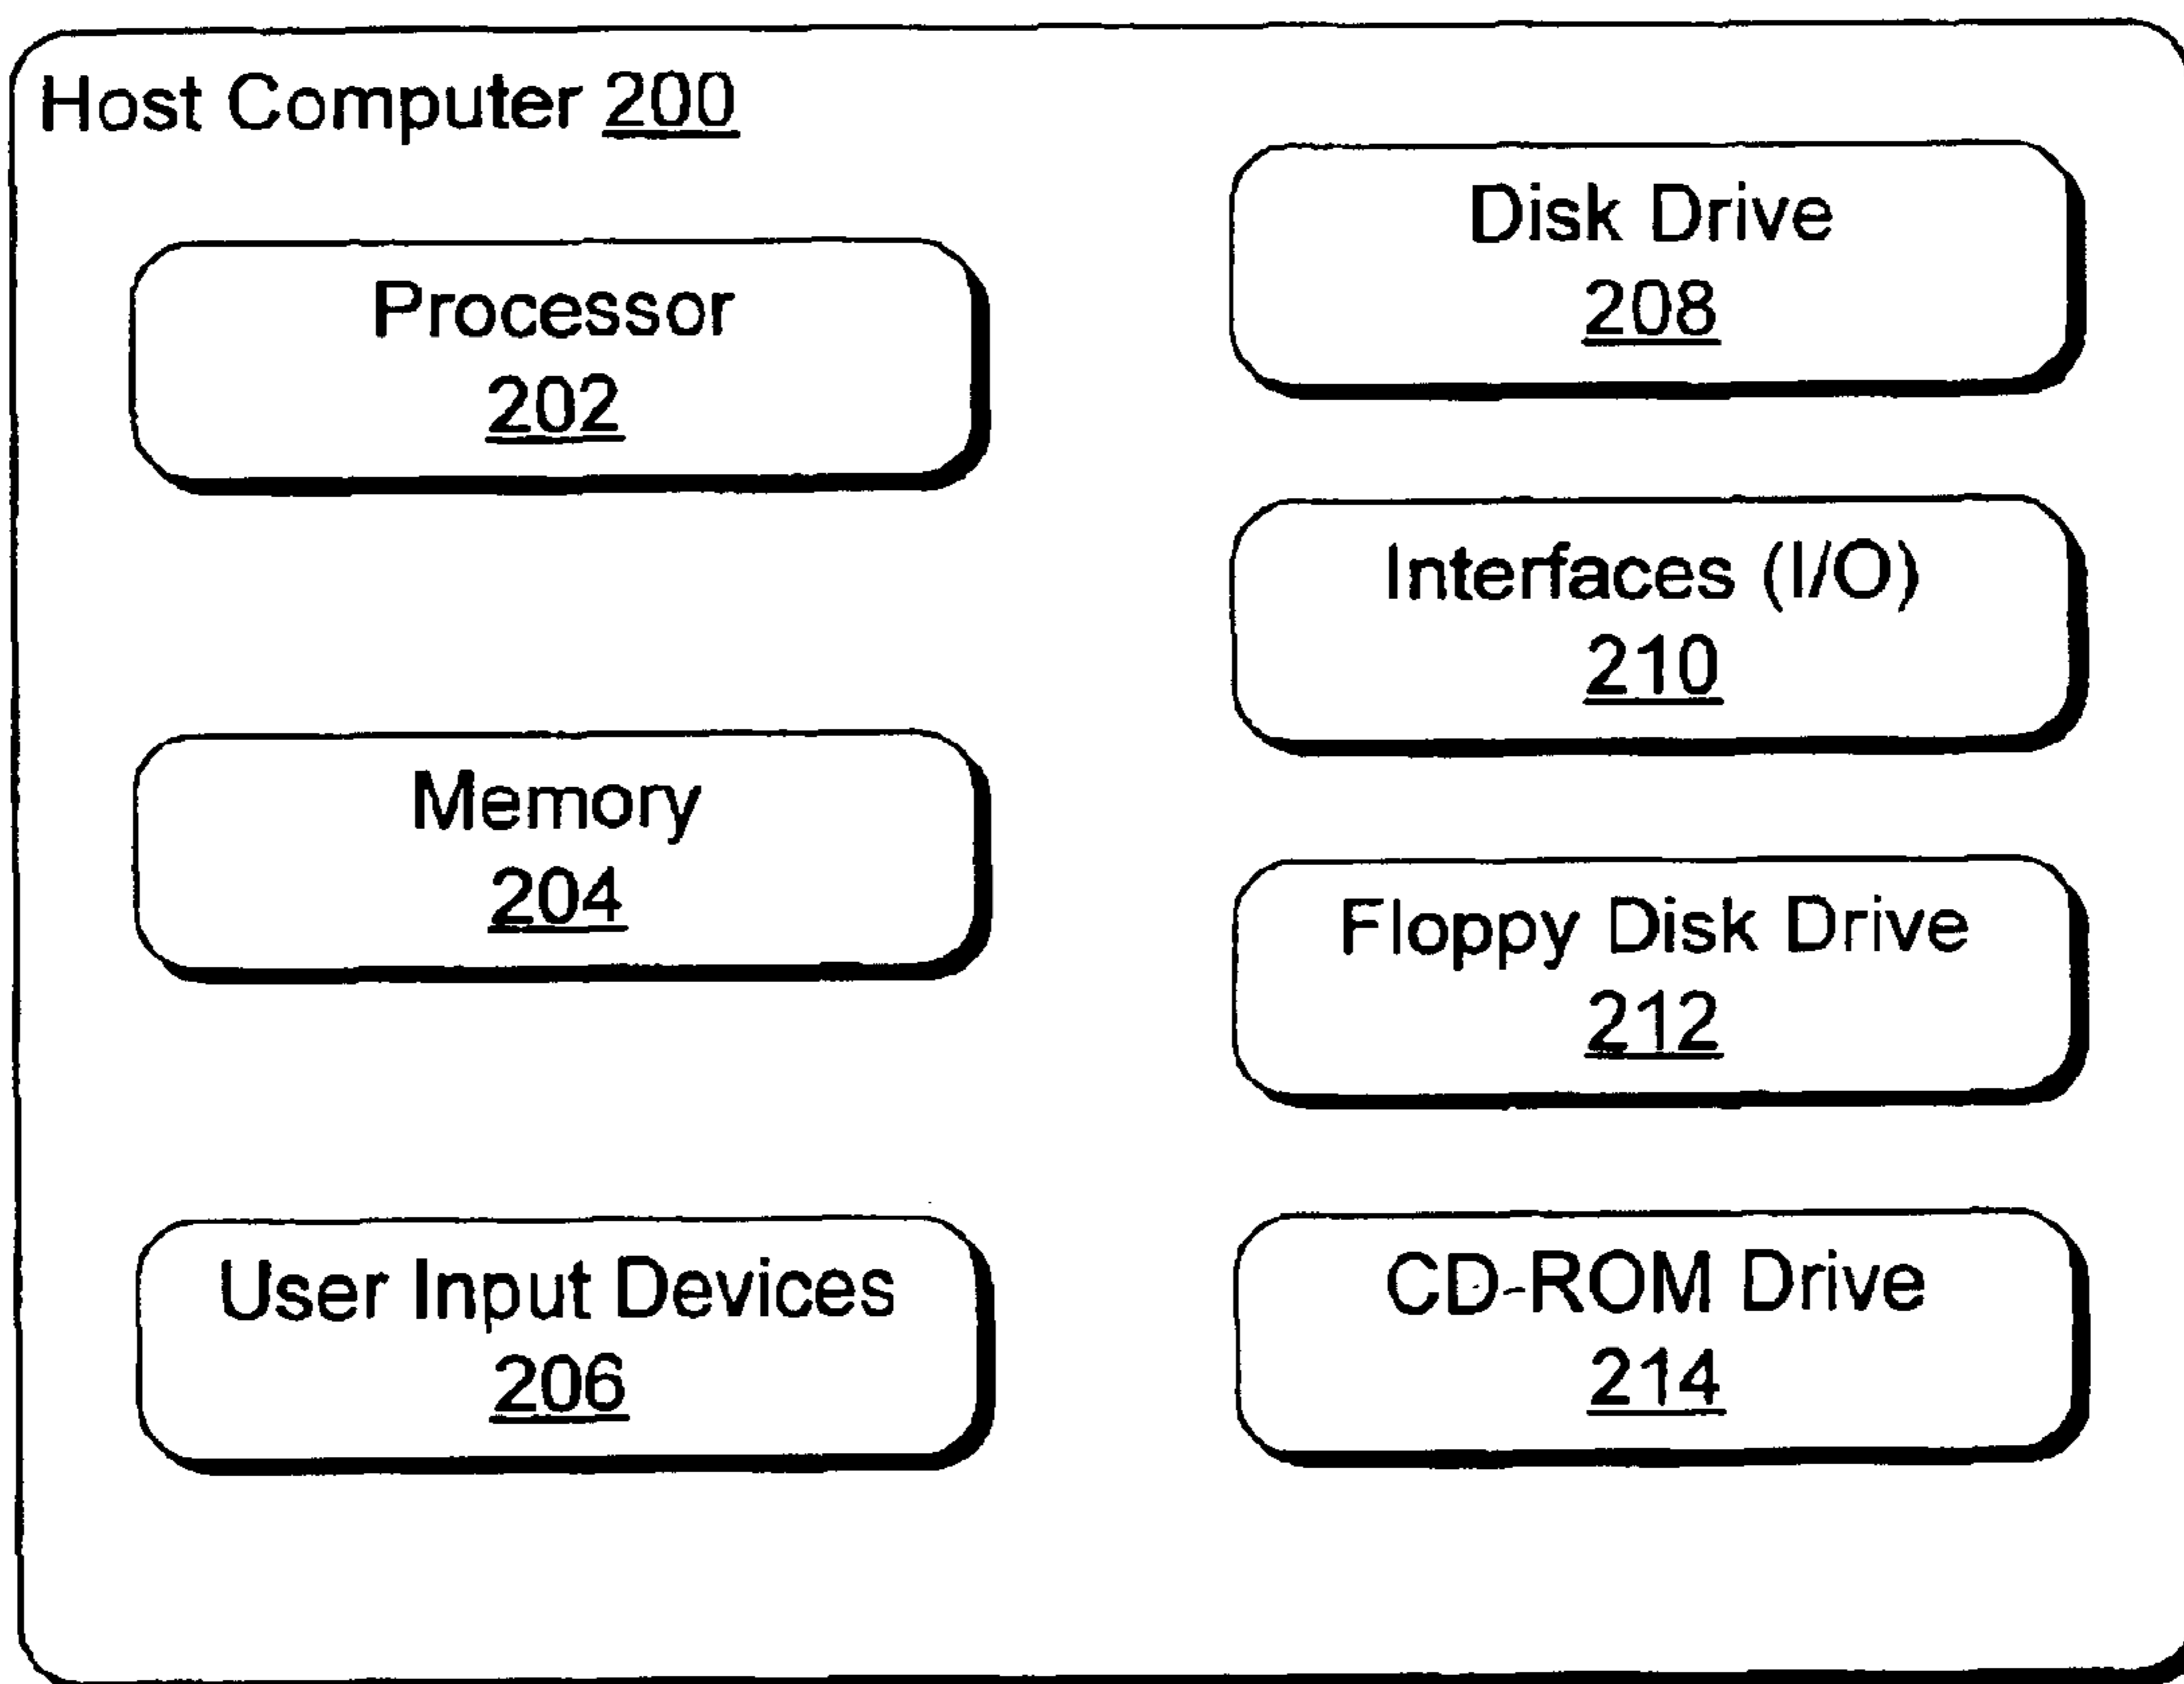 Host Computer 200
Processor
202
Memory
204
User Input Devices
206
Disk Drive
208
Interfaces (I/O)
210
Floppy Disk Drive
212
CD-ROM Drive
214